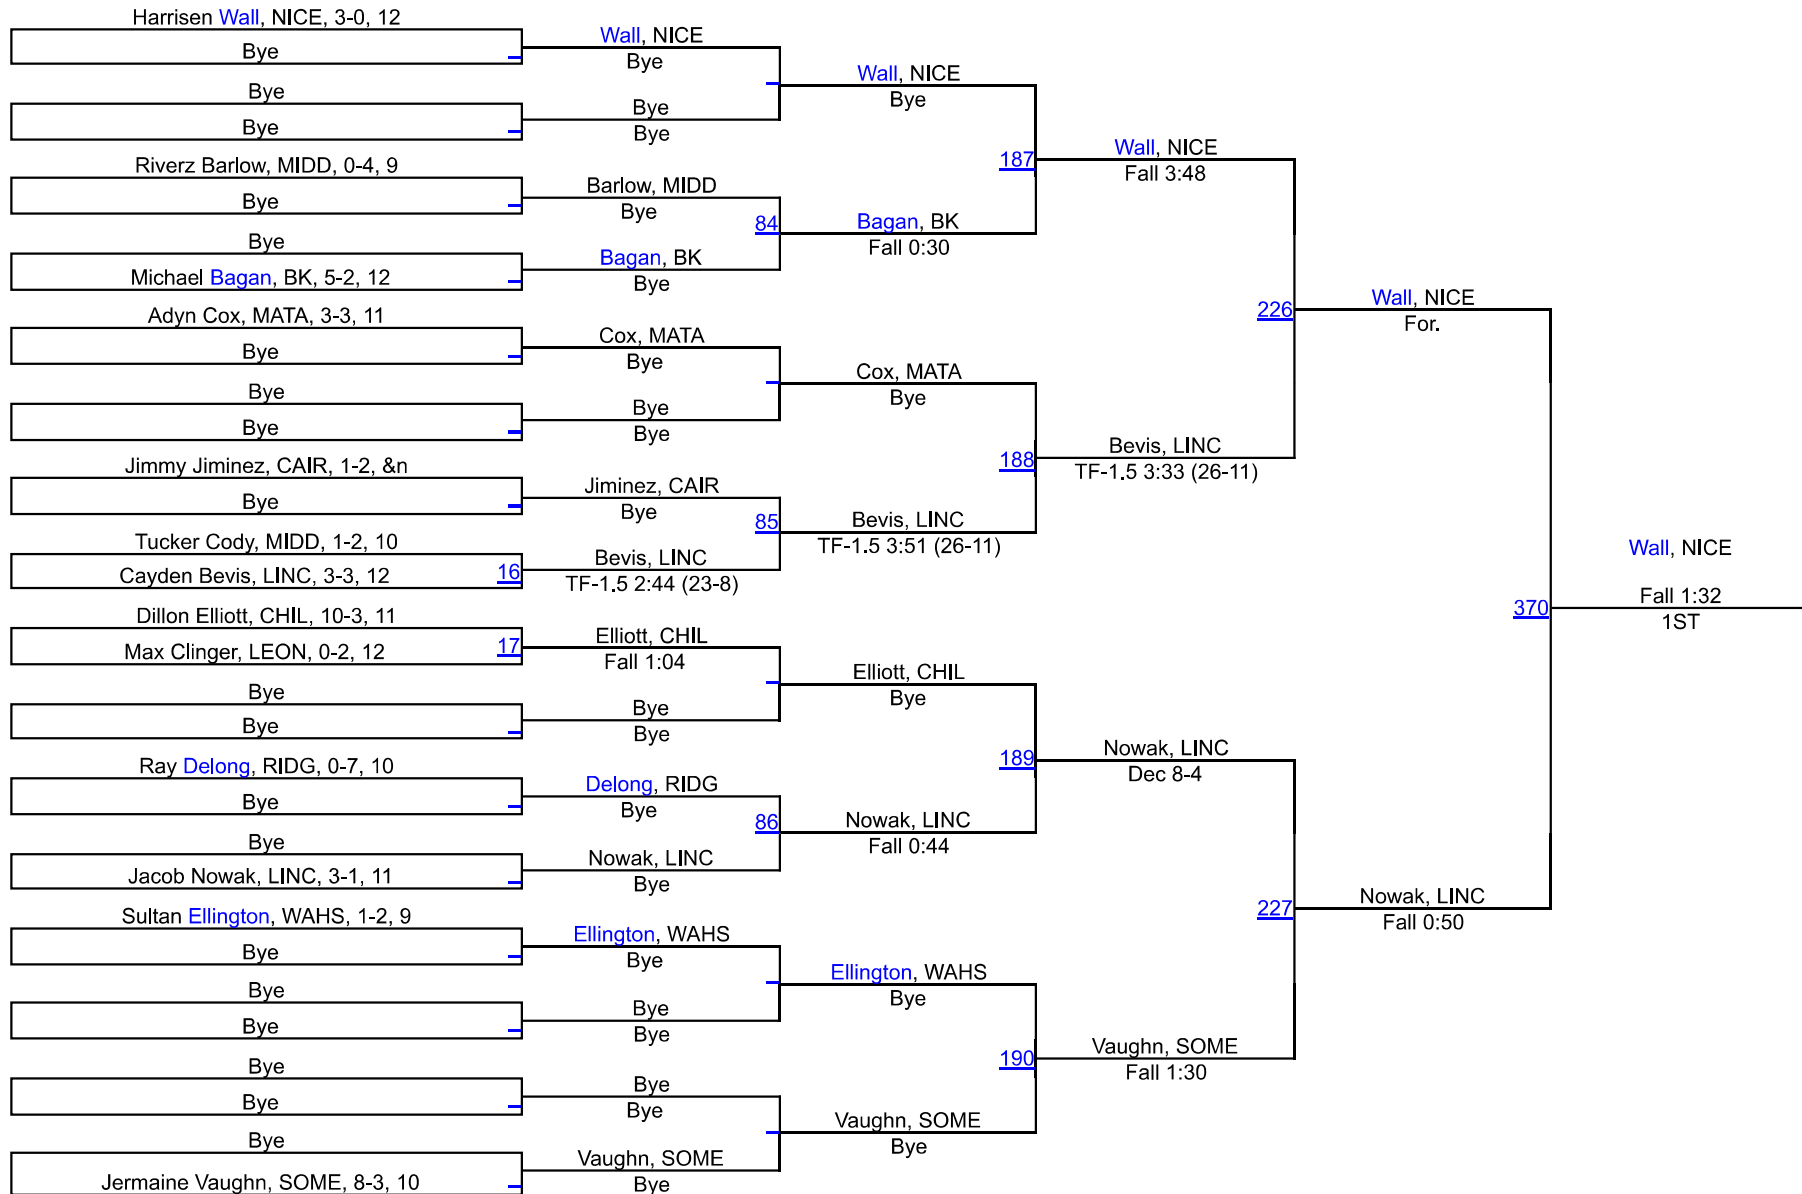 Harrisen Wall, NICE, 3-0, 12
Bye
Bye
Bye
Riverz Barlow, MIDD, 0-4, 9
Bye
Bye
Michael Bagan, BK, 5-2, 12
Adyn Cox, MATA, 3-3, 11
Bye
Bye
Bye
Jimmy Jiminez, CAIR, 1-2, &n
Bye
Tucker Cody, MIDD, 1-2, 10
Cayden Bevis, LINC, 3-3, 12
16
Dillon Elliott, CHIL, 10-3, 11
Max Clinger, LEON, 0-2, 12
17
Bye
Bye
Ray Delong, RIDG, 0-7, 10
Bye
Bye
Jacob Nowak, LINC, 3-1, 11
Sultan Ellington, WAHS, 1-2, 9
Bye
Bye
Bye
Bye
Bye
Bye
Jermaine Vaughn, SOME, 8-3, 10
Wall, NICE
Bye
Bye
Bye
Barlow, MIDD
Bye
84
Bagan, BK
Bye
Cox, MATA
Bye
Bye
Bye
Jiminez, CAIR
Bye
85
Bevis, LINC
TF-1.5 2:44 (23-8)
Elliott, CHIL
Fall 1:04
Bye
Bye
Delong, RIDG
Bye
86
Nowak, LINC
Bye
Ellington, WAHS
Bye
Bye
Bye
Bye
Bye
Vaughn, SOME
Bye
Wall, NICE
Bye
187
Bagan, BK
Fall 0:30
Cox, MATA
Bye
188
Bevis, LINC
TF-1.5 3:51 (26-11)
Elliott, CHIL
Bye
189
Nowak, LINC
Fall 0:44
Ellington, WAHS
Bye
190
Vaughn, SOME
Bye
Wall, NICE
Fall 3:48
226
Bevis, LINC
TF-1.5 3:33 (26-11)
Nowak, LINC
Dec 8-4
227
Vaughn, SOME
Fall 1:30
Wall, NICE
For.
370
Nowak, LINC
Fall 0:50
Wall, NICE
Fall 1:32
1ST